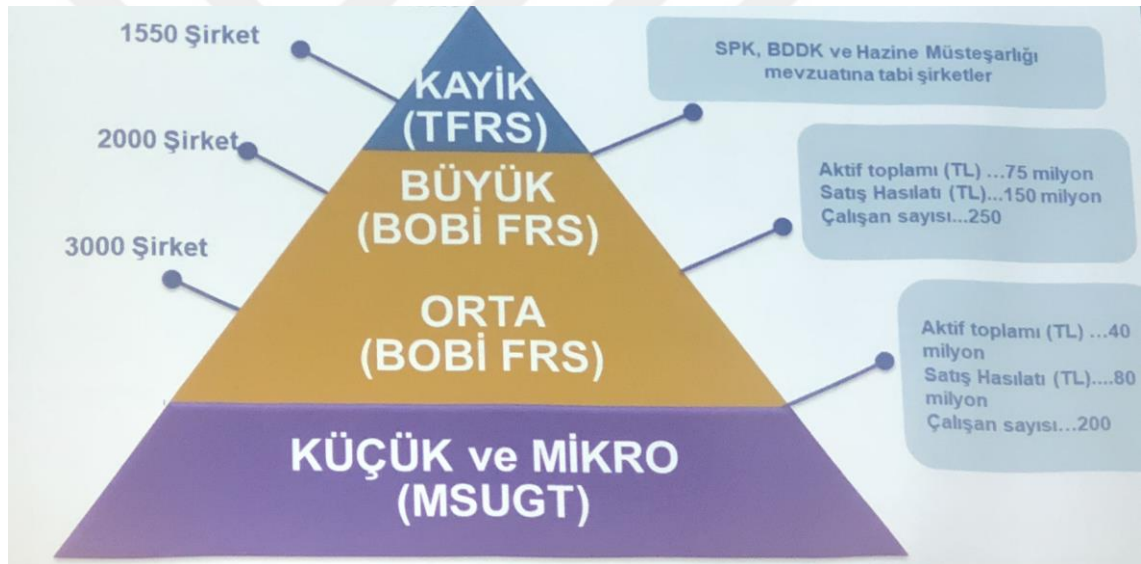 1550 Şirket
KAYİK
(TFRS)
SPK, BDDK ve Hazine Müsteşarlığı
mevzuatına tabi şirketler
2000 Şirket
BÜYÜK
(BOBİ FRS)
Aktif toplamı (TL) ...75 milyon
Satış Hasılatı (TL)...150 milyon
Çalışan sayısı...250
3000 Şirket
ORTA
(BOBİ FRS)
Aktif toplamı (TL) ...40
milyon
Satış Hasılatı (TL)....80
milyon
Çalışan sayısı...200
KÜÇÜK ve MİKRO
(MSUGT)